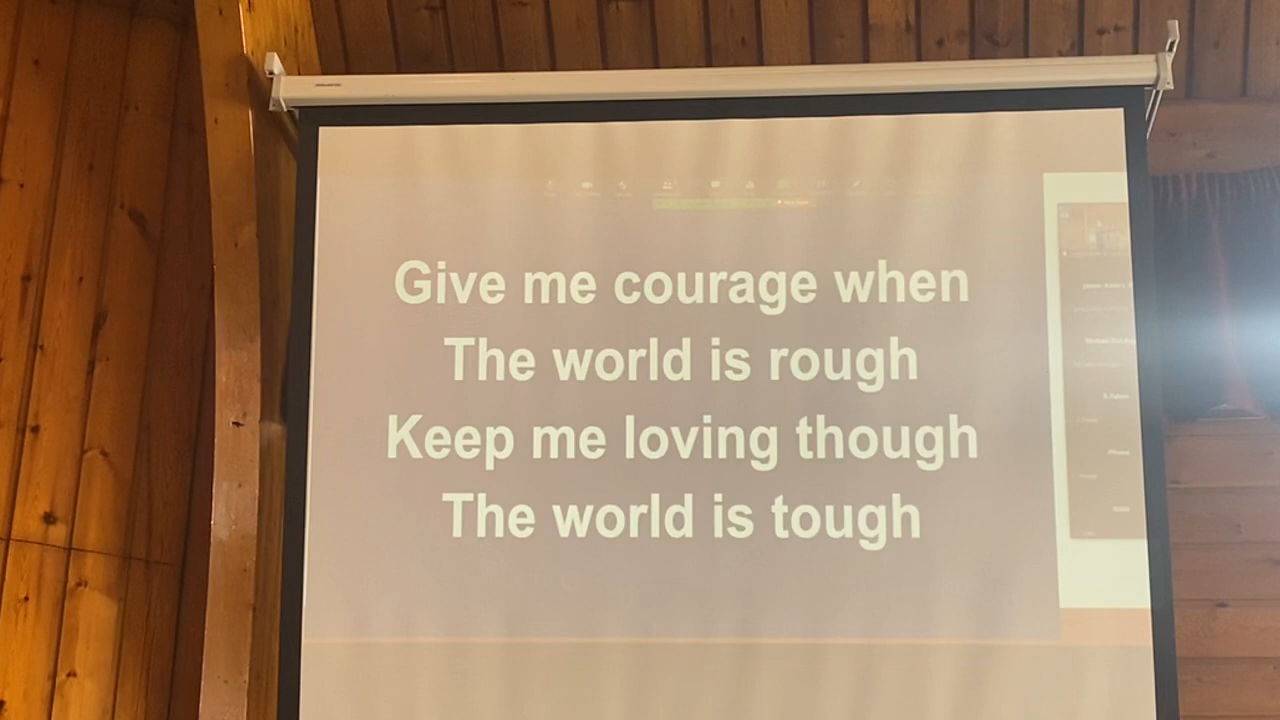 Give me courage when
The world is rough
Keep me loving though
The world is tough